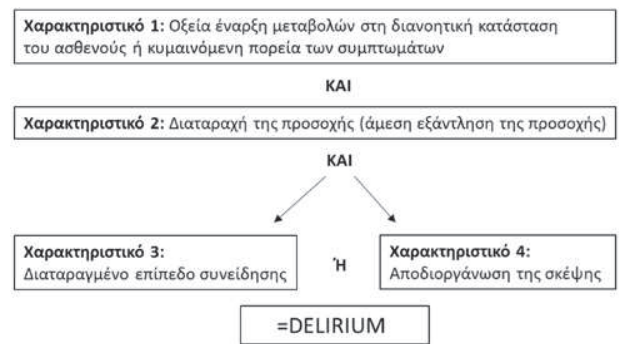 Χαρακτηριστικό 1: Οξεία έναρξη μεταβολών στη διανοητική κατάσταση
του ασθενούς ή κυμαινόμενη πορεία των συμπτωμάτων
ΚΑΙ
Χαρακτηριστικό 2: Διαταραχή της προσοχής (άμεση εξάντληση της προσοχής)
ΚΑΙ
Χαρακτηριστικό 3:
Διαταραγμένο επίπεδο συνείδησης
Ή
Χαρακτηριστικό 4:
Αποδιοργάνωση της σκέψης
=DELIRIUM